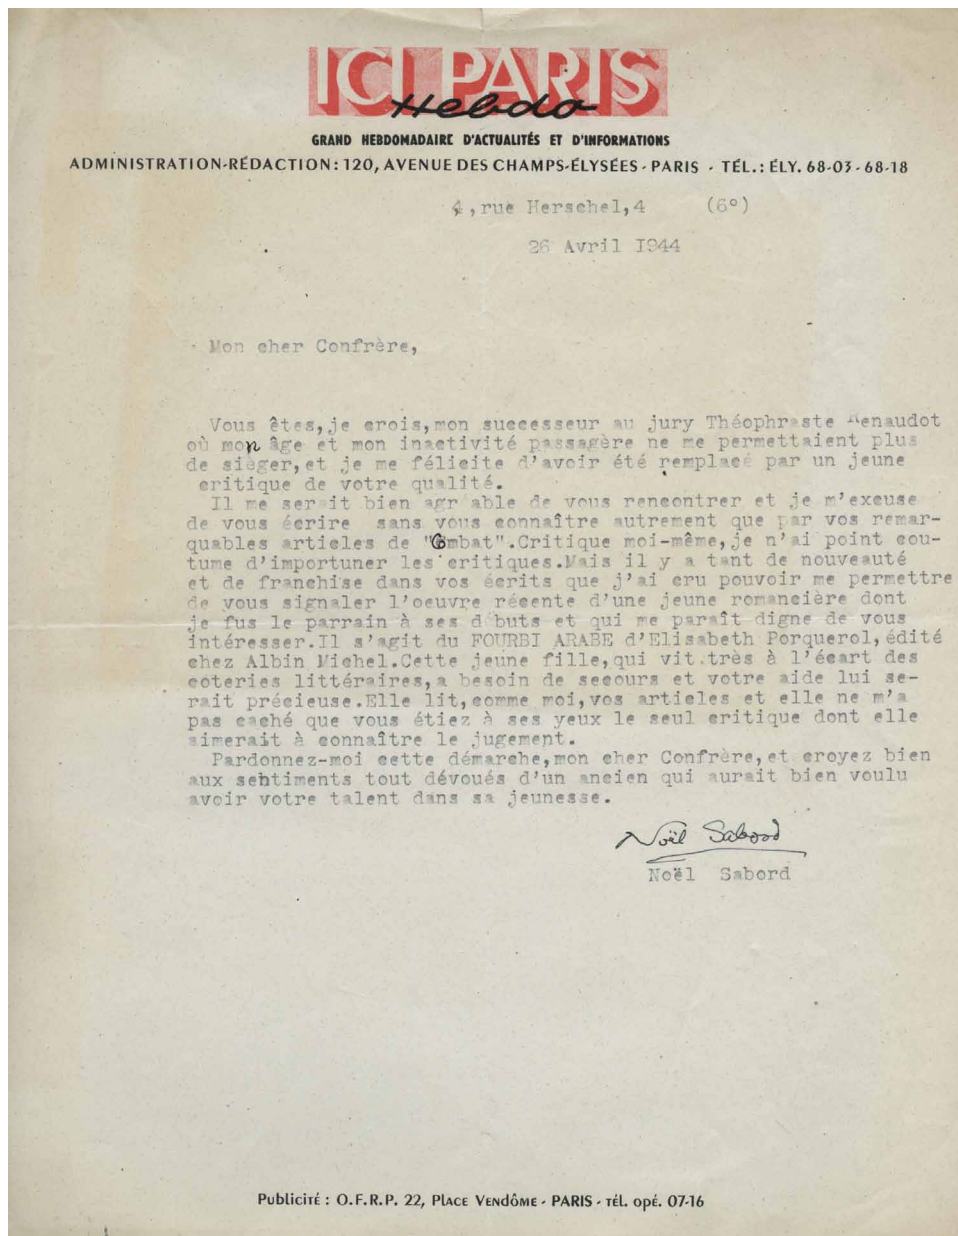 ICI PARIS
Hebdo
GRAND HEBDOMADAIRE D'ACTUALITÉS ET D'INFORMATIONS
ADMINISTRATION-RÉDACTION : 120, AVENUE DES CHAMPS-ÉLYSÉES - PARIS - TÉL. : ÉLY. 68-03 - 68-18
4,rue Herschel,4 (6°)
26 Avril I944
Mon cher Confrère,
Vous êtes,je crois,mon successeur au jury Théophraste Renaudot
où mon âge et mon inactivité passagère ne me permettaient plus
de siéger,et je me félicite d'avoir été remplacé par un jeune
critique de votre qualité.
Il me serait bien agréable de vous rencontrer et je m'excuse
de vous écrire sans vous connaître autrement que par vos remar-
quables articles de "Combat".Critique moi-même,je n'ai point cou-
tume d'importuner les critiques.Mais il y a tant de nouveauté
et de franchise dans vos écrits que j'ai cru pouvoir me permettre
de vous signaler l'oeuvre récente d'une jeune romancière dont
je fus le parrain à ses débuts et qui me paraît digne de vous
intéresser.Il s'agit du FOURBI ARABE d'Elisabeth Porquerol,édité
chez Albin Michel.Cette jeune fille,qui vit très à l'écart des
coteries littéraires,a besoin de secours et votre aide lui se-
rait précieuse.Elle lit,comme moi,vos articles et elle ne m'a
pas caché que vous étiez à ses yeux le seul critique dont elle
aimerait à connaître le jugement.
Pardonnez-moi cette démarche,mon cher Confrère,et croyez bien
aux sentiments tout dévoués d'un ancien qui aurait bien voulu
avoir votre talent dans sa jeunesse.
Noël Sabord
Noël Sabord
Publicité : O.F.R.P. 22, Place Vendôme - PARIS - tél. opé. 07-16